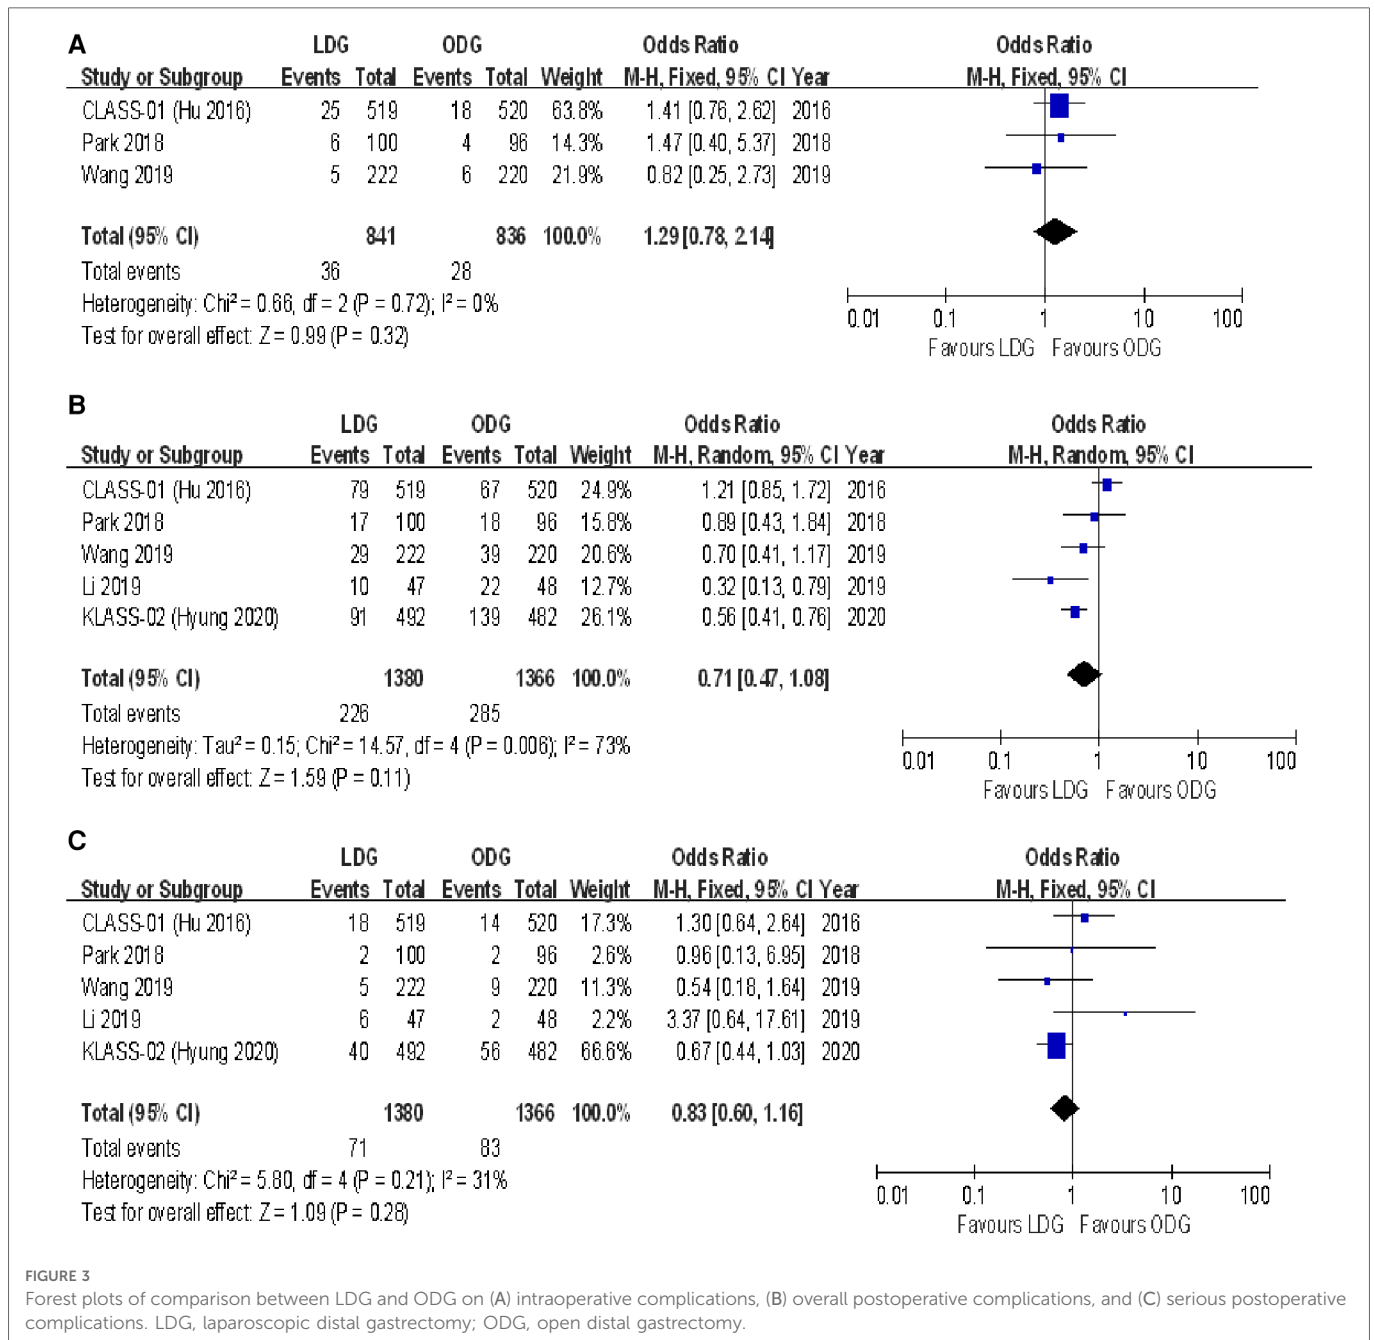 A
LDG ODG Odds Ratio Odds Ratio
Study or Subgroup Events Total Events Total Weight M-H, Fixed, 95% CI Year M-H, Fixed, 95% CI
CLASS-01 (Hu 2016) 25 519 18 520 63.8% 1.41 [0.76, 2.62] 2016
Park 2018 6 100 4 96 14.3% 1.47 [0.40, 5.37] 2018
Wang 2019 5 222 6 220 21.9% 0.82 [0.25, 2.73] 2019
Total (95% CI) 841 836 100.0% 1.29 [0.78, 2.14]
Total events 36 28
Heterogeneity: Chi² = 0.66, df = 2 (P = 0.72); I² = 0%
Test for overall effect: Z = 0.99 (P = 0.32)
0.01 0.1 1 10 100
Favours LDG Favours ODG
B
LDG ODG Odds Ratio Odds Ratio
Study or Subgroup Events Total Events Total Weight M-H, Random, 95% CI Year M-H, Random, 95% CI
CLASS-01 (Hu 2016) 79 519 67 520 24.9% 1.21 [0.85, 1.72] 2016
Park 2018 17 100 18 96 15.8% 0.89 [0.43, 1.84] 2018
Wang 2019 29 222 39 220 20.6% 0.70 [0.41, 1.17] 2019
Li 2019 10 47 22 48 12.7% 0.32 [0.13, 0.79] 2019
KLASS-02 (Hyung 2020) 91 492 139 482 26.1% 0.56 [0.41, 0.76] 2020
Total (95% CI) 1380 1366 100.0% 0.71 [0.47, 1.08]
Total events 226 285
Heterogeneity: Tau² = 0.15; Chi² = 14.57, df = 4 (P = 0.006); I² = 73%
Test for overall effect: Z = 1.59 (P = 0.11)
0.01 0.1 1 10 100
Favours LDG Favours ODG
C
LDG ODG Odds Ratio Odds Ratio
Study or Subgroup Events Total Events Total Weight M-H, Fixed, 95% CI Year M-H, Fixed, 95% CI
CLASS-01 (Hu 2016) 18 519 14 520 17.3% 1.30 [0.64, 2.64] 2016
Park 2018 2 100 2 96 2.6% 0.96 [0.13, 6.95] 2018
Wang 2019 5 222 9 220 11.3% 0.54 [0.18, 1.64] 2019
Li 2019 6 47 2 48 2.2% 3.37 [0.64, 17.61] 2019
KLASS-02 (Hyung 2020) 40 492 56 482 66.6% 0.67 [0.44, 1.03] 2020
Total (95% CI) 1380 1366 100.0% 0.83 [0.60, 1.16]
Total events 71 83
Heterogeneity: Chi² = 5.80, df = 4 (P = 0.21); I² = 31%
Test for overall effect: Z = 1.09 (P = 0.28)
0.01 0.1 1 10 100
Favours LDG Favours ODG
FIGURE 3
Forest plots of comparison between LDG and ODG on (A) intraoperative complications, (B) overall postoperative complications, and (C) serious postoperative
complications. LDG, laparoscopic distal gastrectomy; ODG, open distal gastrectomy.